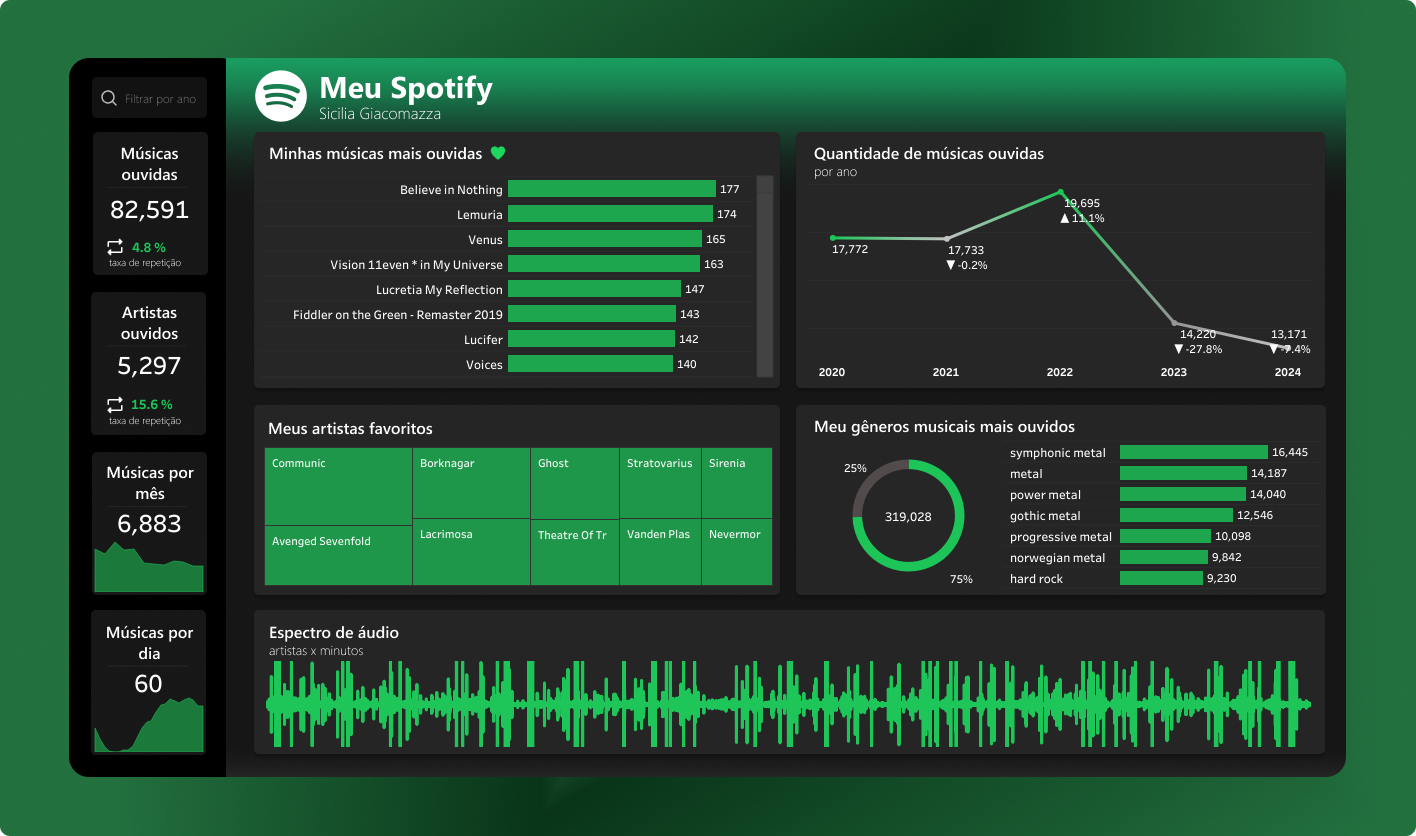 Filtrar por ano
Músicas
ouvidas
82,591
4.8 %
taxa de repetição
Artistas
ouvidos
5,297
15.6 %
taxa de repetição
Músicas por
mês
6,883
Músicas por
dia
60
Meu Spotify
Sicilia Giacomazza
Minhas músicas mais ouvidas
Believe in Nothing 177
Lemuria 174
Venus 165
Vision 11even * in My Universe 163
Lucretia My Reflection 147
Fiddler on the Green - Remaster 2019 143
Lucifer 142
Voices 140
Quantidade de músicas ouvidas
por ano
17,772
17,733
▼ -0.2%
19,695
▲ 11.1%
14,220
▼ -27.8%
13,171
▼ -7.4%
2020 2021 2022 2023 2024
Meus artistas favoritos
Communic Borknagar Ghost Stratovarius Sirenia
Avenged Sevenfold Lacrimosa Theatre Of Tr Vanden Plas Nevermor
Meu gêneros musicais mais ouvidos
25%
319,028
75%
symphonic metal 16,445
metal 14,187
power metal 14,040
gothic metal 12,546
progressive metal 10,098
norwegian metal 9,842
hard rock 9,230
Espectro de áudio
artistas x minutos